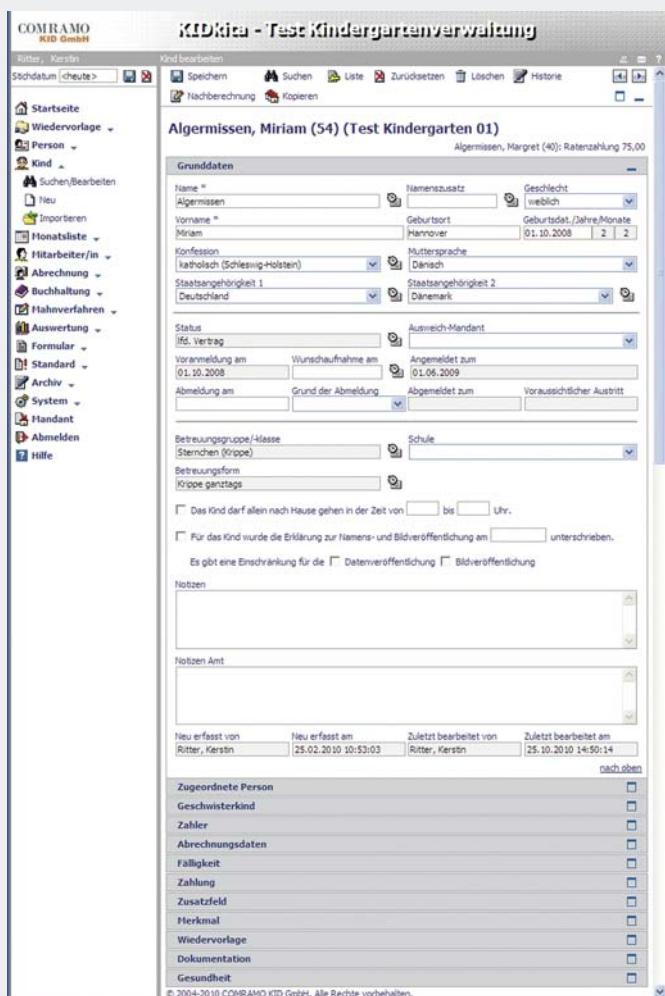 COMRAMO
KID GmbH
KIDkita - Test Kindergartenverwaltung
Ritter, Kerstin
Kind bearbeiten
?
Stichdatum <heute>
Speichern Suchen Liste Zurücksetzen Löschen Historie
Nachberechnung Kopieren
Startseite
Wiedervorlage
Person
Kind
Suchen/Bearbeiten
Neu
Importieren
Monatsliste
Mitarbeiter/in
Abrechnung
Buchhaltung
Mahnverfahren
Auswertung
Formular
Standard
Archiv
System
Mandant
Abmelden
Hilfe
Algermissen, Miriam (54) (Test Kindergarten 01)
Algermissen, Margret (40): Ratenzahlung 75,00
Grunddaten
Name * Namenszusatz Geschlecht
Algermissen weiblich
Vorname * Geburtsort Geburtsdat./Jahre/Monate
Miriam Hannover 01.10.2008 2 2
Konfession Muttersprache
katholisch (Schleswig-Holstein) Dänisch
Staatsangehörigkeit 1 Staatsangehörigkeit 2
Deutschland Dänemark
Status Ausweich-Mandant
lfd. Vertrag
Voranmeldung am Wunschaufnahme am Angemeldet zum
01.10.2008 01.06.2009
Abmeldung am Grund der Abmeldung Abgemeldet zum Voraussichtlicher Austritt
Betreuungsgruppe/-klasse Schule
Sternchen (Krippe)
Betreuungsform
Krippe ganztags
Das Kind darf allein nach Hause gehen in der Zeit von bis Uhr.
Für das Kind wurde die Erklärung zur Namens- und Bildveröffentlichung am unterschrieben.
Es gibt eine Einschränkung für die Datenveröffentlichung Bildveröffentlichung
Notizen
Notizen Amt
Neu erfasst von Neu erfasst am Zuletzt bearbeitet von Zuletzt bearbeitet am
Ritter, Kerstin 25.02.2010 10:53:03 Ritter, Kerstin 25.10.2010 14:50:14
nach oben
Zugeordnete Person
Geschwisterkind
Zahler
Abrechnungsdaten
Fälligkeit
Zahlung
Zusatzfeld
Merkmal
Wiedervorlage
Dokumentation
Gesundheit
© 2004-2010 COMRAMO KID GmbH. Alle Rechte vorbehalten.